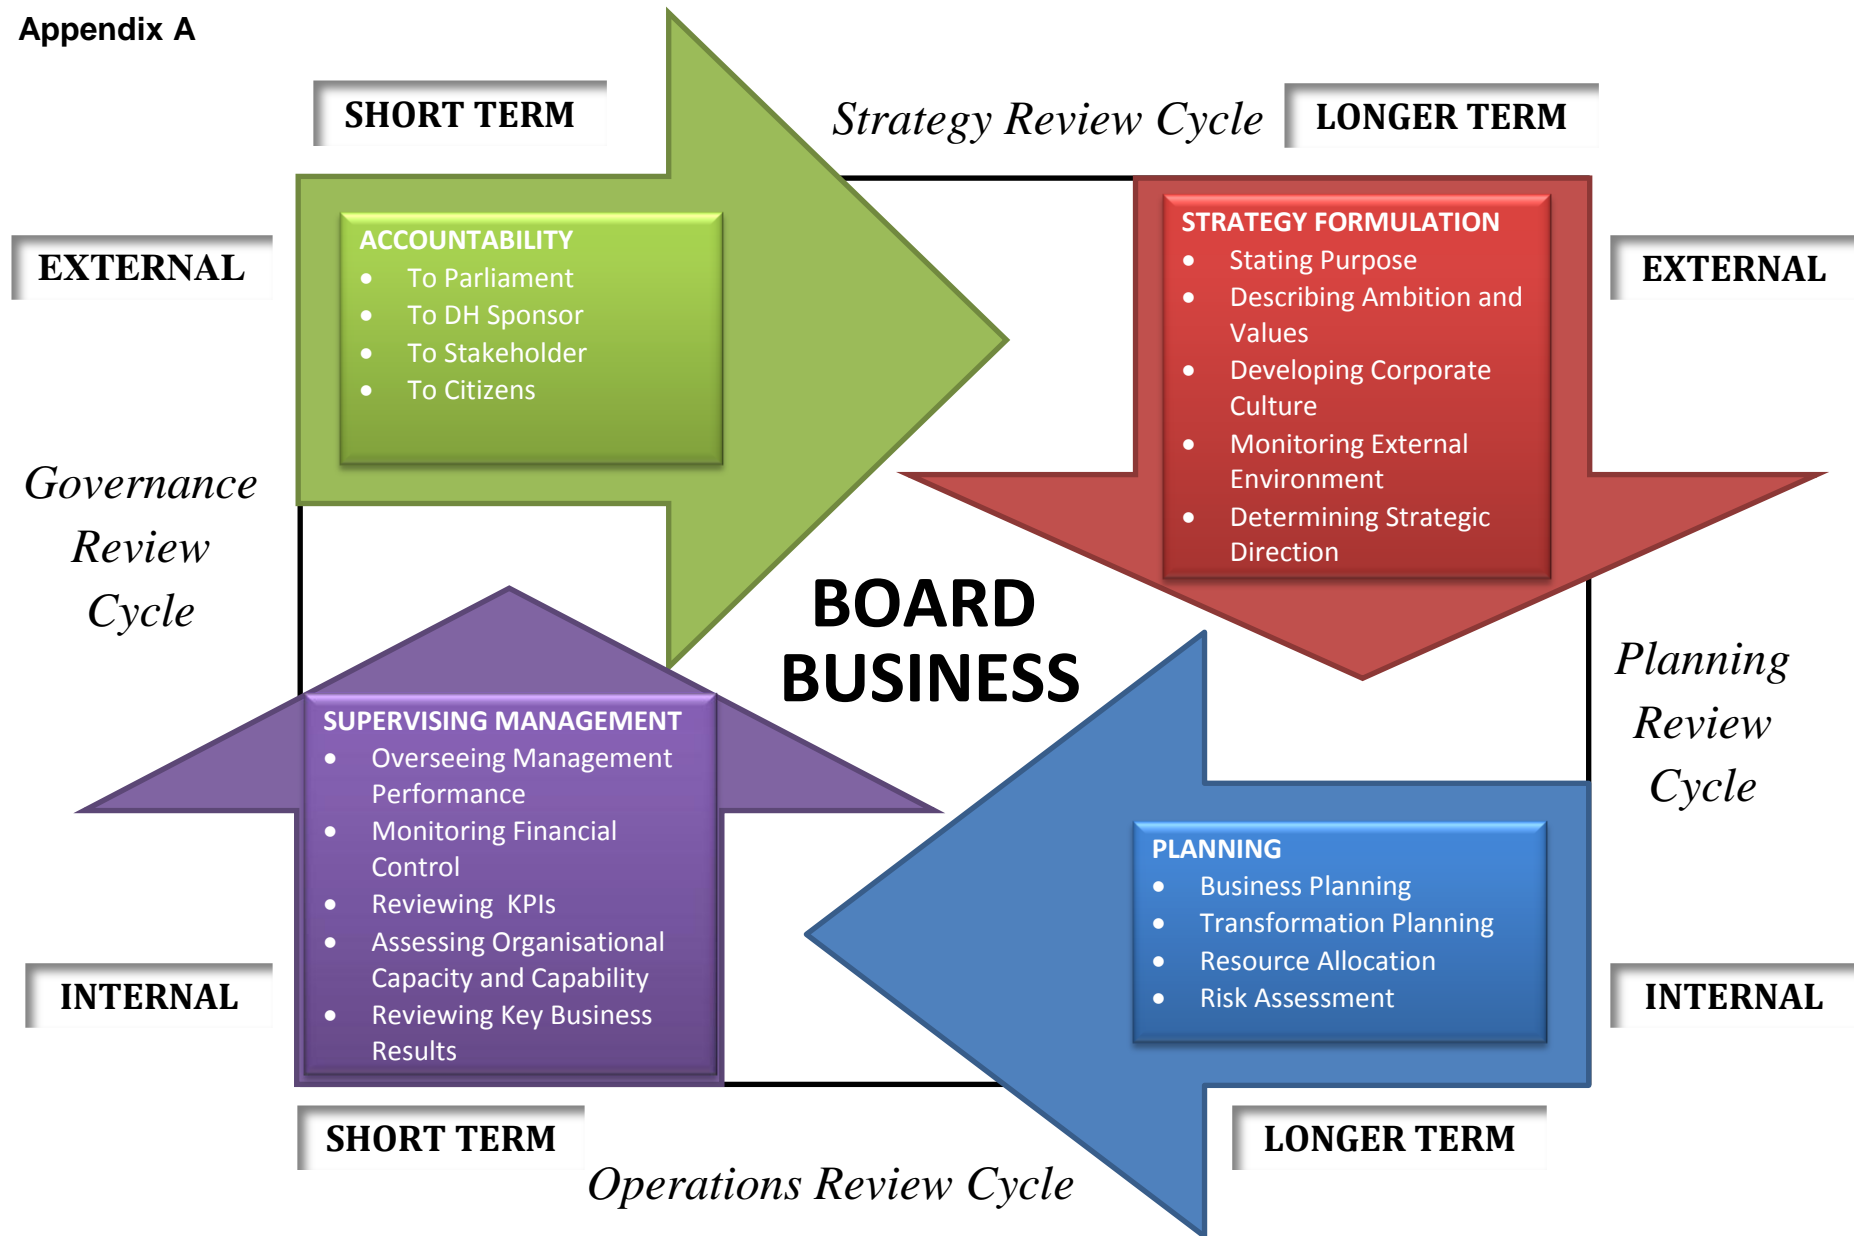 Appendix A
SHORT TERM
Strategy Review Cycle
LONGER TERM
EXTERNAL
ACCOUNTABILITY
• To Parliament
• To DH Sponsor
• To Stakeholder
• To Citizens
STRATEGY FORMULATION
• Stating Purpose
• Describing Ambition and
Values
• Developing Corporate
Culture
• Monitoring External
Environment
• Determining Strategic
Direction
EXTERNAL
Governance
Review
Cycle
BOARD
BUSINESS
Planning
Review
Cycle
SUPERVISING MANAGEMENT
• Overseeing Management
Performance
• Monitoring Financial
Control
• Reviewing  KPIs
• Assessing Organisational
Capacity and Capability
• Reviewing Key Business
Results
PLANNING
• Business Planning
• Transformation Planning
• Resource Allocation
• Risk Assessment
INTERNAL
INTERNAL
SHORT TERM
Operations Review Cycle
LONGER TERM